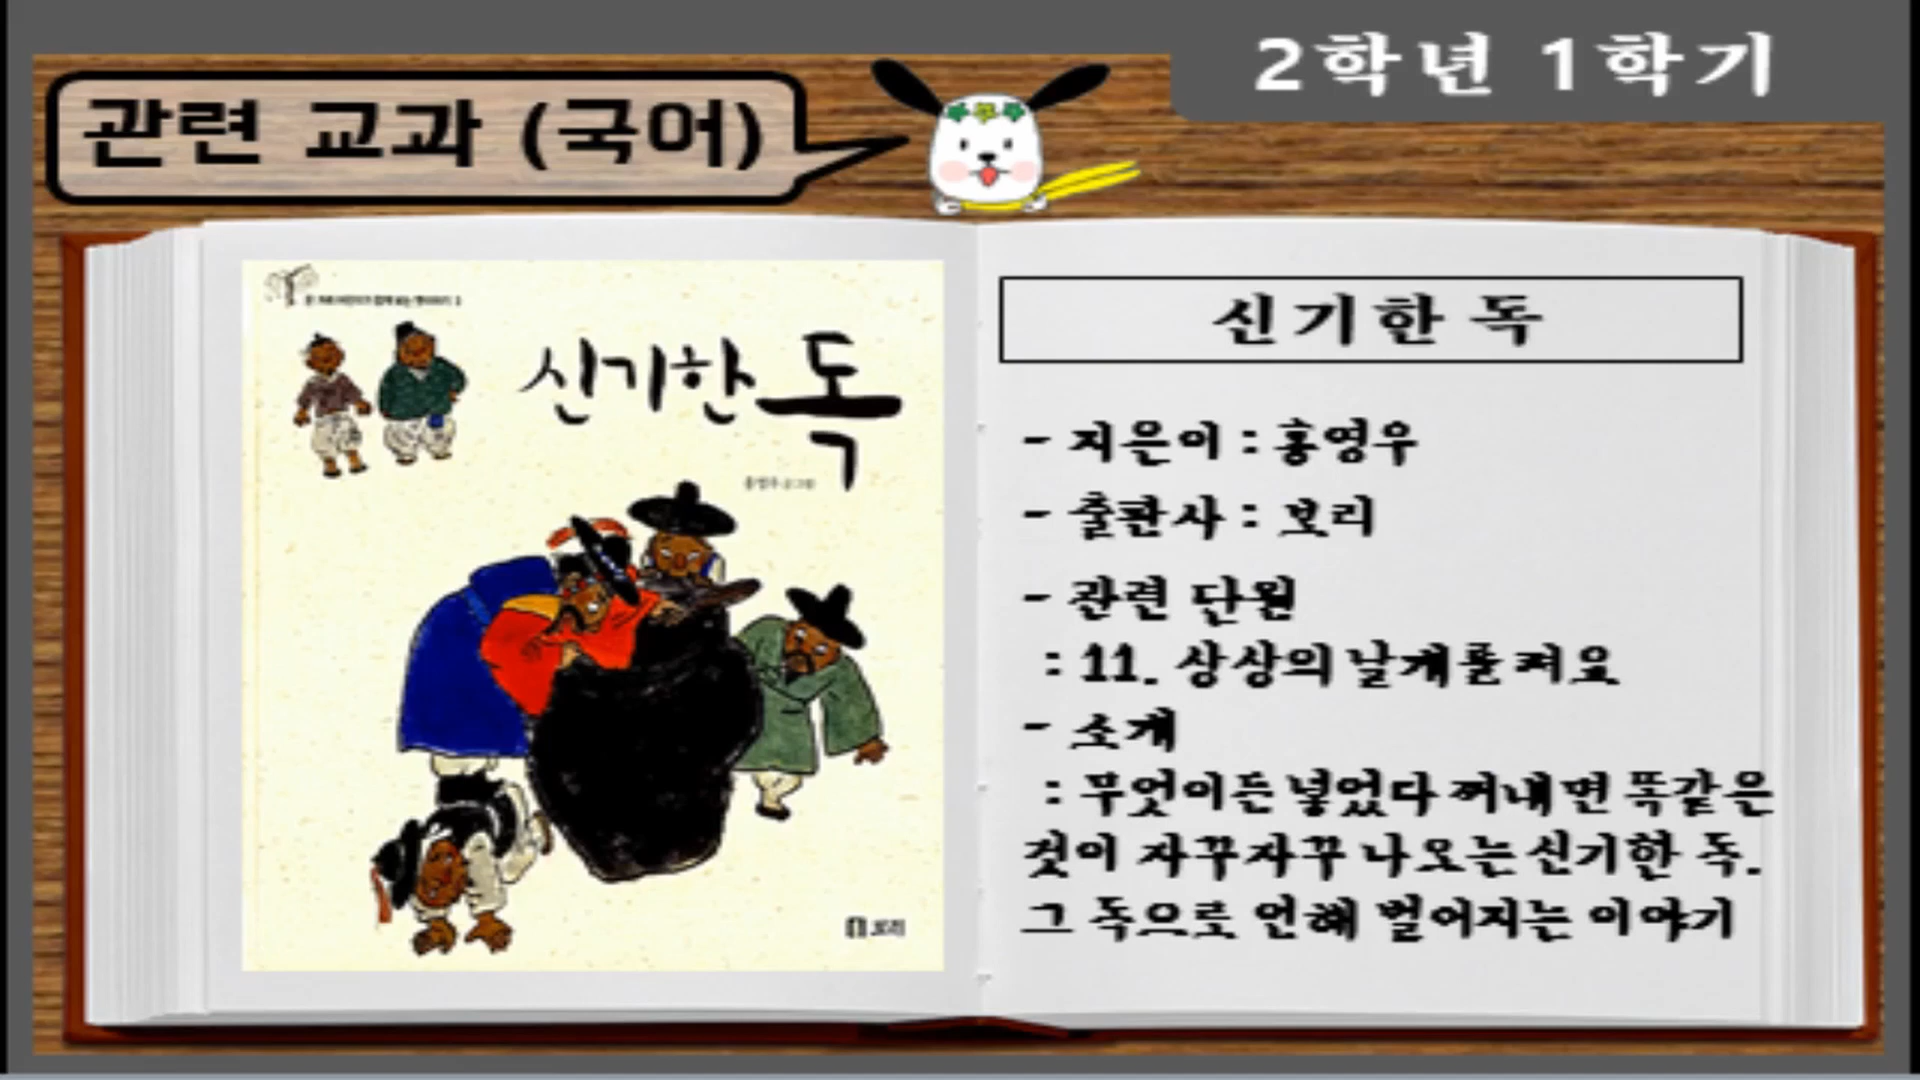 2학년 1학기
관련 교과 (국어)
신기한 독
보리
신기한 독
- 지은이 : 홍영우
- 출판사 : 보리
- 관련 단원
: 11. 상상의 날개를 펴요
- 소개
: 무엇이든 넣었다 꺼내면 똑같은
것이 자꾸자꾸 나오는 신기한 독.
그 독으로 언해 벌어지는 이야기